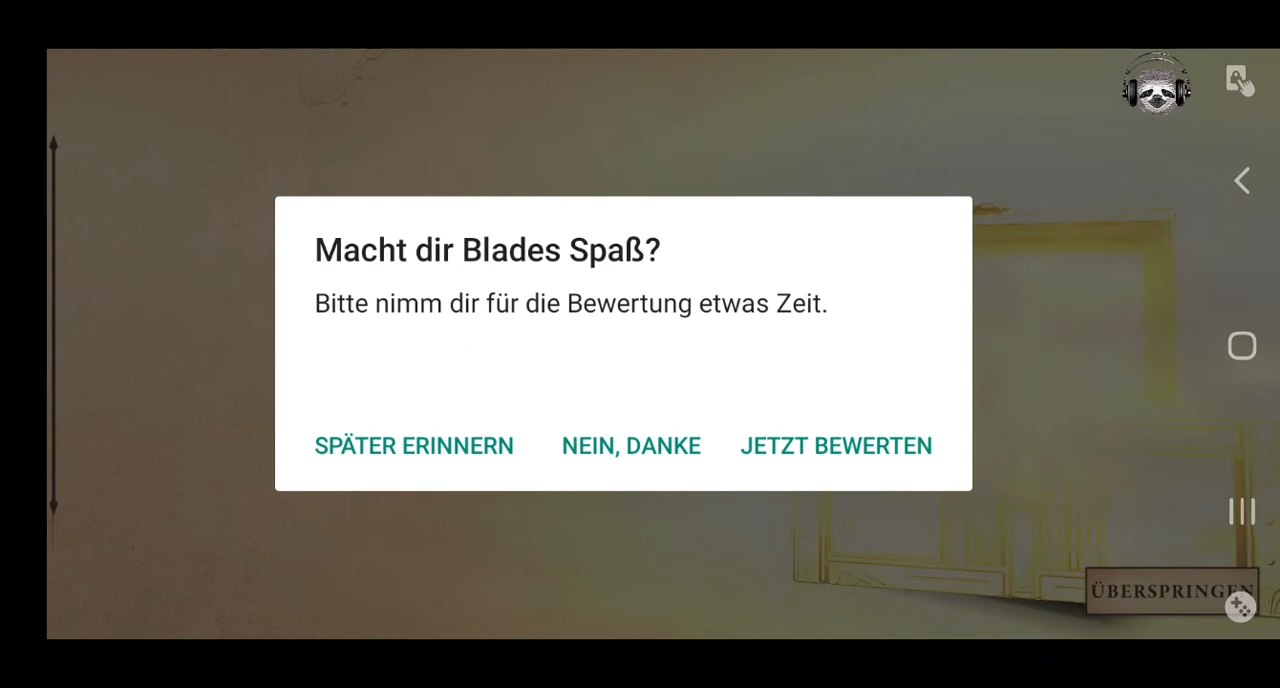 Macht dir Blades Spaß?
Bitte nimm dir für die Bewertung etwas Zeit.
SPÄTER ERINNERN NEIN, DANKE JETZT BEWERTEN
ÜBERSPRINGEN